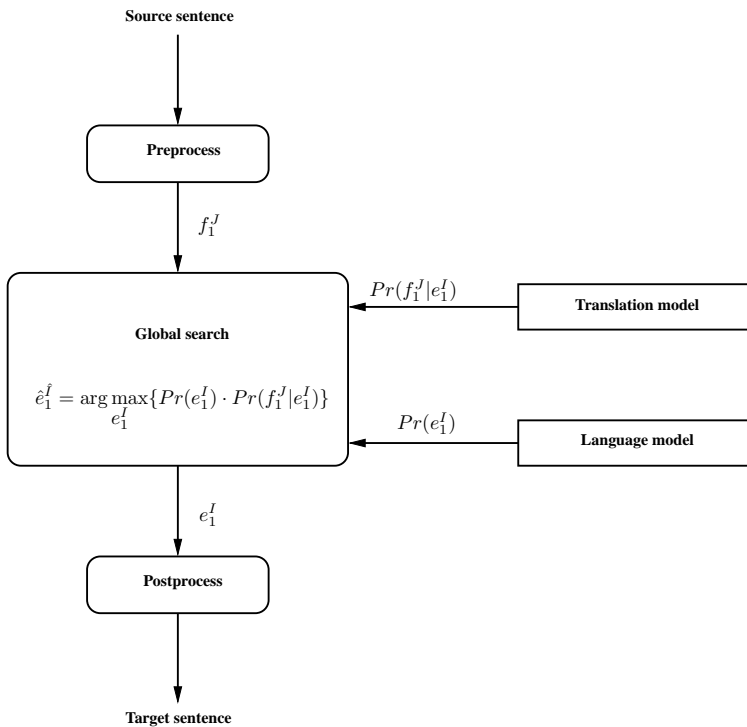 Source sentence
Preprocess
$f_1^J$
$Pr(f_1^J|e_1^I)$
Translation model
Global search
$\hat{e}_1^{\hat{I}} = \arg\max_{e_1^I}\{Pr(e_1^I) \cdot Pr(f_1^J|e_1^I)\}$
$Pr(e_1^I)$
Language model
$e_1^I$
Postprocess
Target sentence